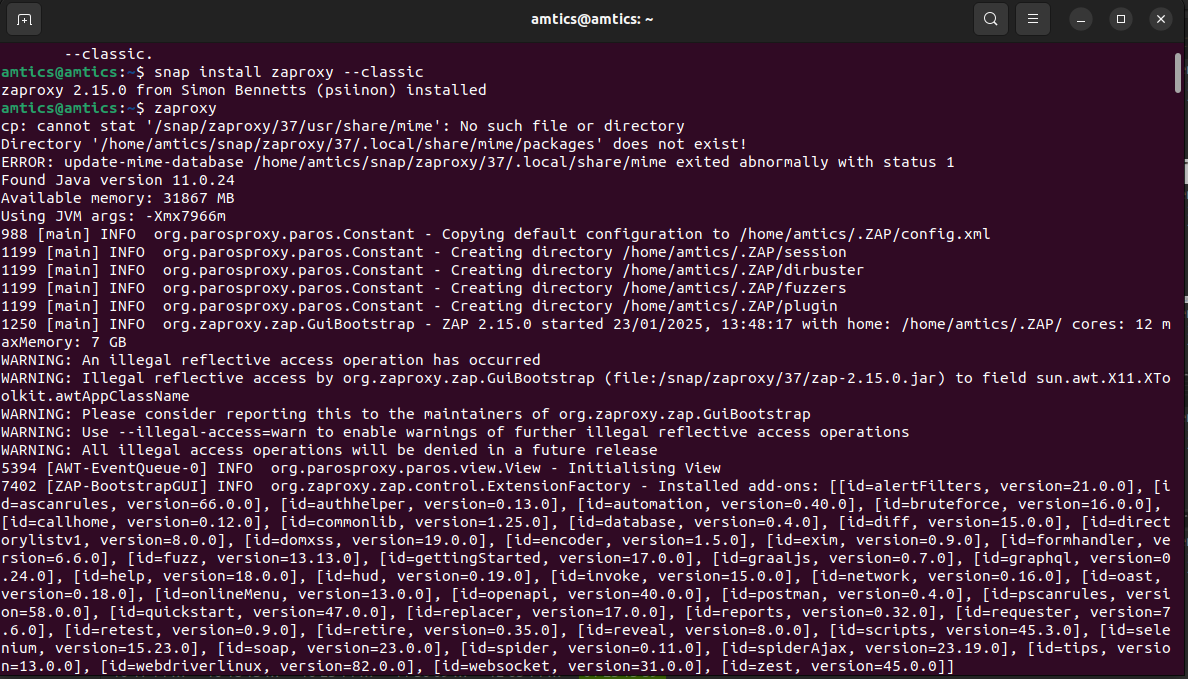 amtics@amtics: ~
--classic.
amtics@amtics:~$ snap install zaproxy --classic
zaproxy 2.15.0 from Simon Bennetts (psiinon) installed
amtics@amtics:~$ zaproxy
cp: cannot stat '/snap/zaproxy/37/usr/share/mime': No such file or directory
Directory '/home/amtics/snap/zaproxy/37/.local/share/mime/packages' does not exist!
ERROR: update-mime-database /home/amtics/snap/zaproxy/37/.local/share/mime exited abnormally with status 1
Found Java version 11.0.24
Available memory: 31867 MB
Using JVM args: -Xmx7966m
988 [main] INFO  org.parosproxy.paros.Constant - Copying default configuration to /home/amtics/.ZAP/config.xml
1199 [main] INFO  org.parosproxy.paros.Constant - Creating directory /home/amtics/.ZAP/session
1199 [main] INFO  org.parosproxy.paros.Constant - Creating directory /home/amtics/.ZAP/dirbuster
1199 [main] INFO  org.parosproxy.paros.Constant - Creating directory /home/amtics/.ZAP/fuzzers
1199 [main] INFO  org.parosproxy.paros.Constant - Creating directory /home/amtics/.ZAP/plugin
1250 [main] INFO  org.zaproxy.zap.GuiBootstrap - ZAP 2.15.0 started 23/01/2025, 13:48:17 with home: /home/amtics/.ZAP/ cores: 12 m
axMemory: 7 GB
WARNING: An illegal reflective access operation has occurred
WARNING: Illegal reflective access by org.zaproxy.zap.GuiBootstrap (file:/snap/zaproxy/37/zap-2.15.0.jar) to field sun.awt.X11.XTo
olkit.awtAppClassName
WARNING: Please consider reporting this to the maintainers of org.zaproxy.zap.GuiBootstrap
WARNING: Use --illegal-access=warn to enable warnings of further illegal reflective access operations
WARNING: All illegal access operations will be denied in a future release
5394 [AWT-EventQueue-0] INFO  org.parosproxy.paros.view.View - Initialising View
7402 [ZAP-BootstrapGUI] INFO  org.zaproxy.zap.control.ExtensionFactory - Installed add-ons: [[id=alertFilters, version=21.0.0], [i
d=ascanrules, version=66.0.0], [id=authhelper, version=0.13.0], [id=automation, version=0.40.0], [id=bruteforce, version=16.0.0],
[id=callhome, version=0.12.0], [id=commonlib, version=1.25.0], [id=database, version=0.4.0], [id=diff, version=15.0.0], [id=direct
orylistv1, version=8.0.0], [id=domxss, version=19.0.0], [id=encoder, version=1.5.0], [id=exim, version=0.9.0], [id=formhandler, ve
rsion=6.6.0], [id=fuzz, version=13.13.0], [id=gettingStarted, version=17.0.0], [id=graaljs, version=0.7.0], [id=graphql, version=0
.24.0], [id=help, version=18.0.0], [id=hud, version=0.19.0], [id=invoke, version=15.0.0], [id=network, version=0.16.0], [id=oast,
version=0.18.0], [id=onlineMenu, version=13.0.0], [id=openapi, version=40.0.0], [id=postman, version=0.4.0], [id=pscanrules, versi
on=58.0.0], [id=quickstart, version=47.0.0], [id=replacer, version=17.0.0], [id=reports, version=0.32.0], [id=requester, version=7
.6.0], [id=retest, version=0.9.0], [id=retire, version=0.35.0], [id=reveal, version=8.0.0], [id=scripts, version=45.3.0], [id=sele
nium, version=15.23.0], [id=soap, version=23.0.0], [id=spider, version=0.11.0], [id=spiderAjax, version=23.19.0], [id=tips, versio
n=13.0.0], [id=webdriverlinux, version=82.0.0], [id=websocket, version=31.0.0], [id=zest, version=45.0.0]]